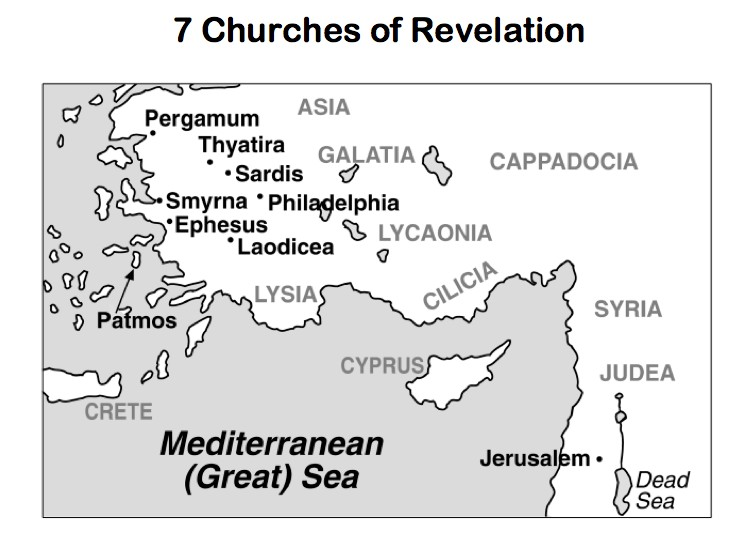 7 Churches of Revelation
ASIA
Pergamum
Thyatira
GALATIA
CAPPADOCIA
Sardis
Smyrna
Philadelphia
Ephesus
LYCAONIA
Laodicea
CILICIA
LYSIA
SYRIA
Patmos
CYPRUS
JUDEA
CRETE
Mediterranean
(Great) Sea
Jerusalem
Dead
Sea